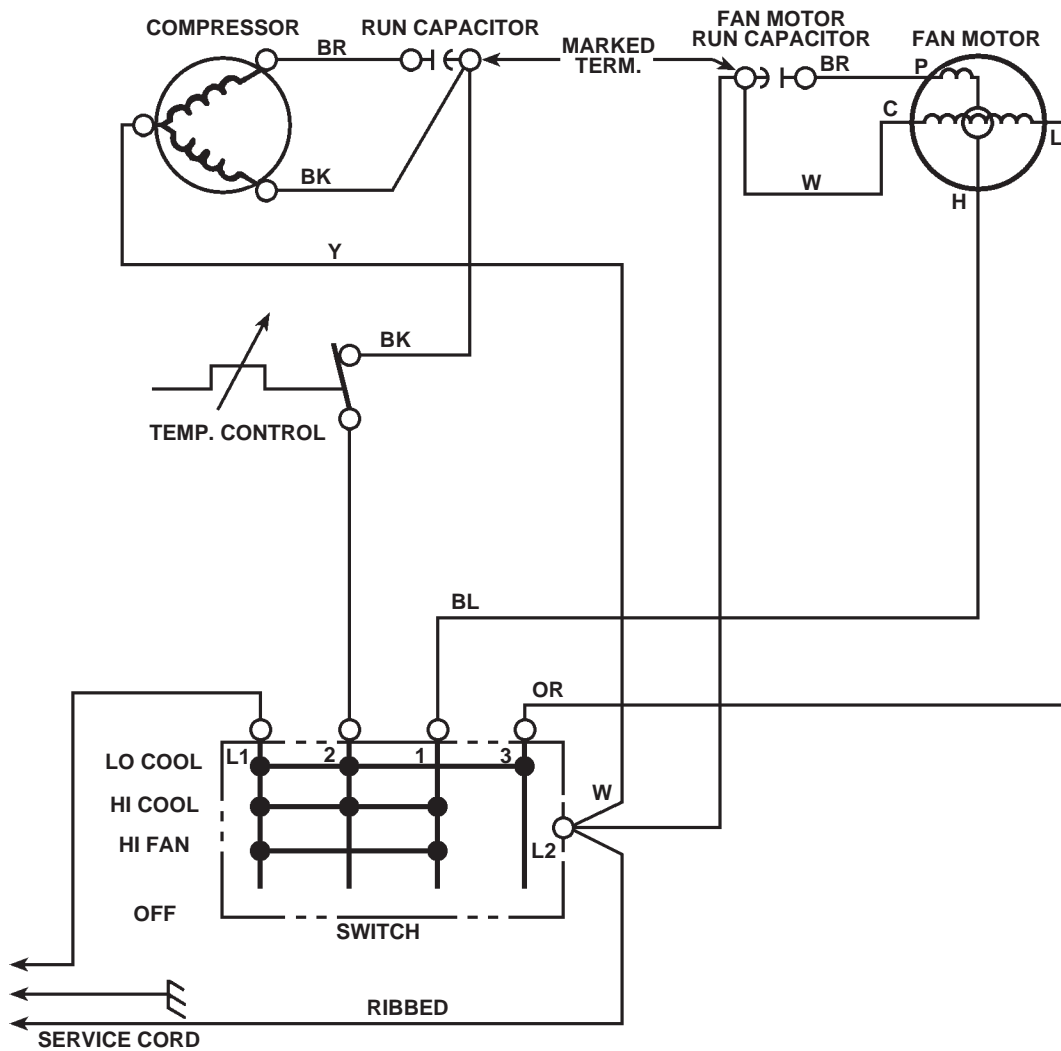 COMPRESSOR
RUN CAPACITOR
FAN MOTOR
RUN CAPACITOR
FAN MOTOR
BR
MARKED
TERM.
BR
P
C
L
BK
W
H
Y
BK
TEMP. CONTROL
BL
OR
LO COOL
L1
2
1
3
HI COOL
W
HI FAN
L2
OFF
SWITCH
RIBBED
SERVICE CORD